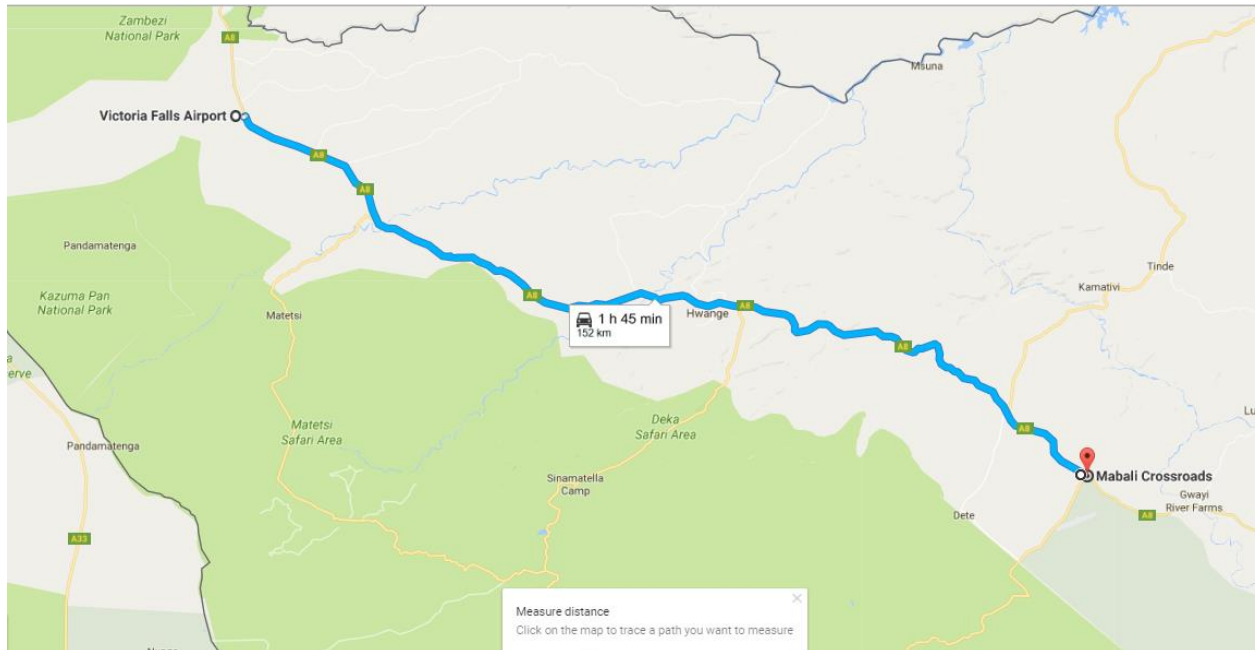 Zambezi
National Park
A8
Msuna
Victoria Falls Airport
A8
A8
Pandamatenga
Tinde
Kazuma Pan
National Park
Kamativi
A8
A8
Matetsi
Hwange
1 h 45 min
152 km
A8
erve
Matetsi
Safari Area
Deka
Safari Area
A8
Pandamatenga
Sinamatella
Camp
Mabali Crossroads
Gwayi
River Farms
Dete
A8
A33
Measure distance
Click on the map to trace a path you want to measure